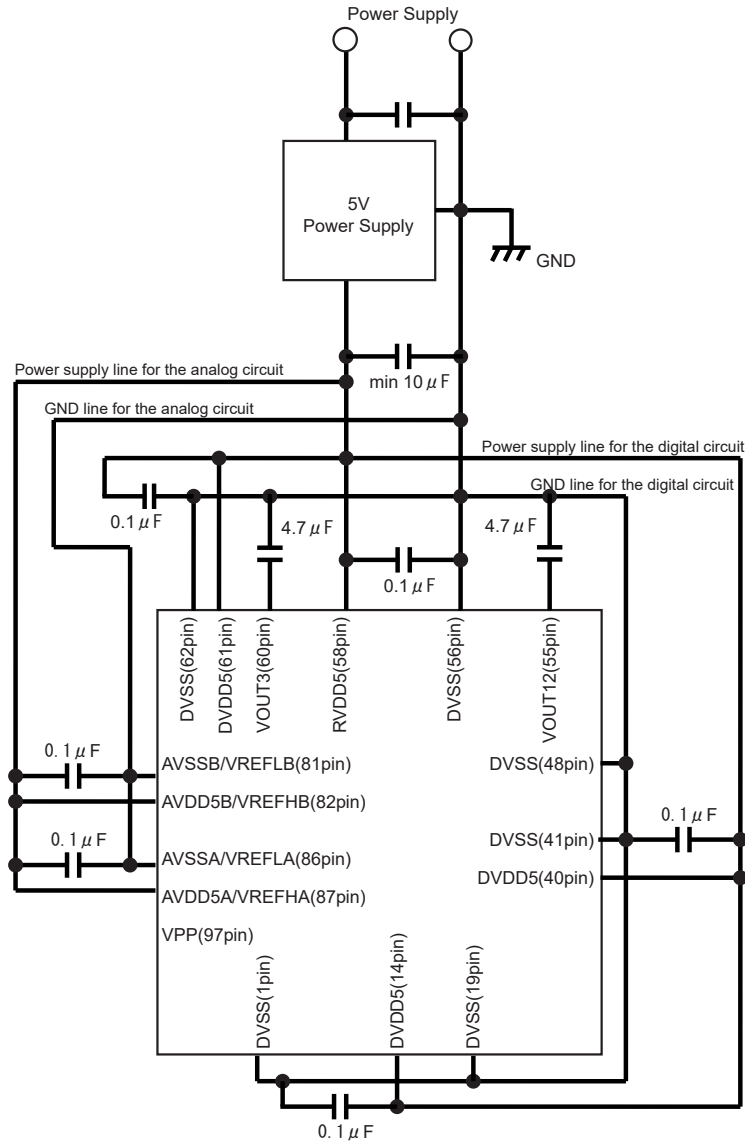 Power Supply
5V
Power Supply
GND
min 10 μF
Power supply line for the analog circuit
GND line for the analog circuit
Power supply line for the digital circuit
GND line for the digital circuit
0.1 μF
4.7 μF
4.7 μF
0.1 μF
DVSS(62pin)
DVDD5(61pin)
VOUT3(60pin)
RVDD5(58pin)
DVSS(56pin)
VOUT12(55pin)
0.1 μF
AVSSB/VREFLB(81pin)
DVSS(48pin)
AVDD5B/VREFHB(82pin)
0.1 μF
0.1 μF
DVSS(41pin)
AVSSA/VREFLA(86pin)
DVDD5(40pin)
AVDD5A/VREFHA(87pin)
VPP(97pin)
DVSS(1pin)
DVDD5(14pin)
DVSS(19pin)
0.1 μF